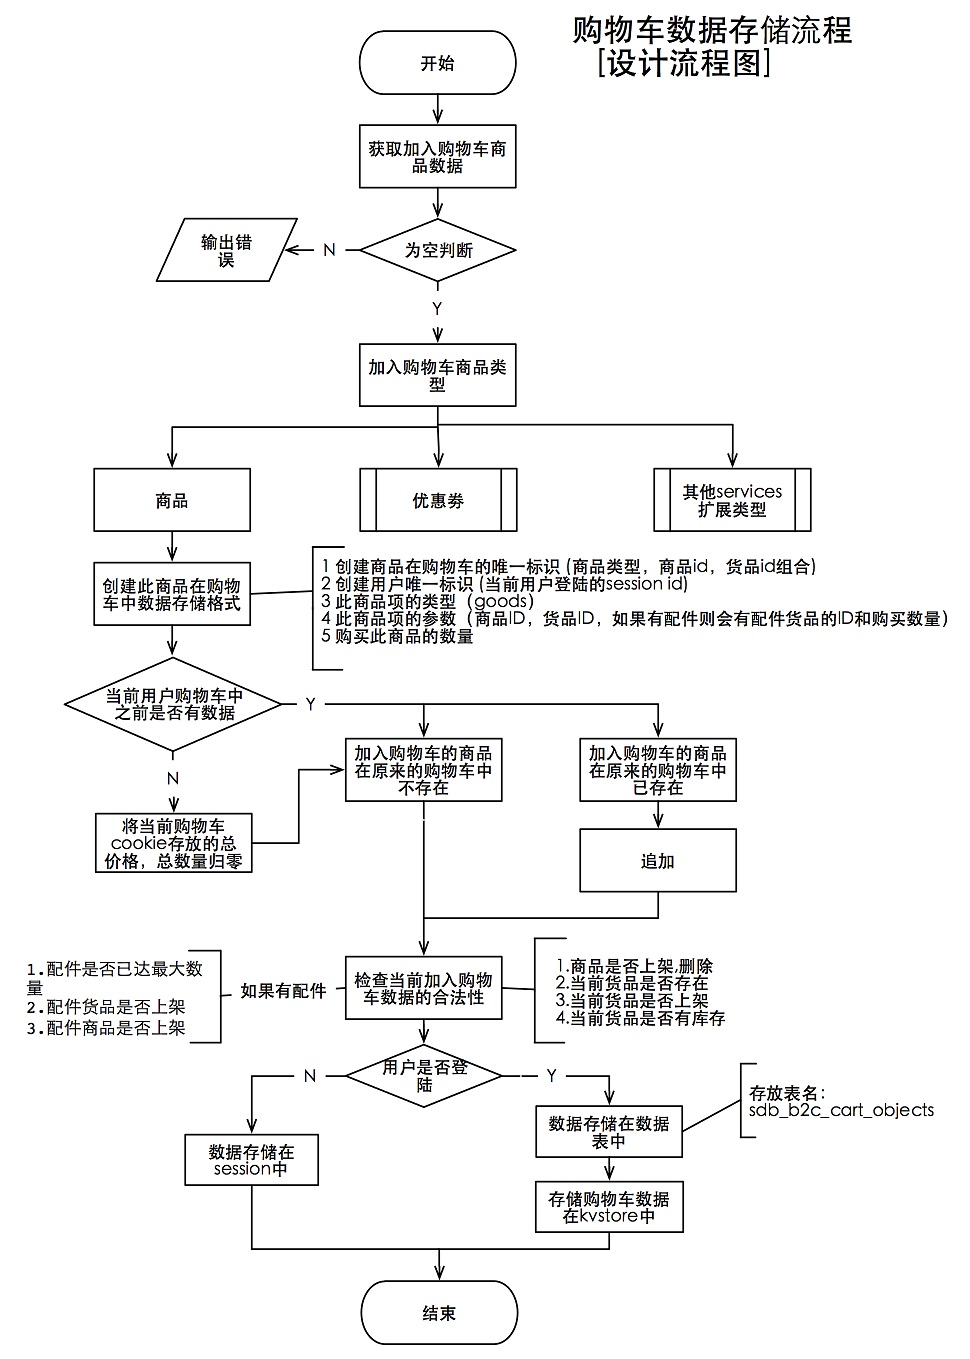 购物车数据存储流程
[设计流程图]
开始
获取加入购物车商
品数据
为空判断
N
输出错
误
Y
加入购物车商品类
型
商品
优惠券
其他services
扩展类型
创建此商品在购物
车中数据存储格式
1 创建商品在购物车的唯一标识 (商品类型，商品id，货品id组合)
2 创建用户唯一标识 (当前用户登陆的session id)
3 此商品项的类型（goods）
4 此商品项的参数（商品ID，货品ID，如果有配件则会有配件货品的ID和购买数量）
5 购买此商品的数量
当前用户购物车中
之前是否有数据
Y
N
加入购物车的商品
在原来的购物车中
不存在
加入购物车的商品
在原来的购物车中
已存在
将当前购物车
cookie存放的总
价格，总数量归零
追加
1.配件是否已达最大数
量
2.配件货品是否上架
3.配件商品是否上架
如果有配件
检查当前加入购物
车数据的合法性
1.商品是否上架,删除
2.当前货品是否存在
3.当前货品是否上架
4.当前货品是否有库存
用户是否登
陆
N
Y
数据存储在
session中
数据存储在数据
表中
存放表名：
sdb_b2c_cart_objects
存储购物车数据
在kvstore中
结束